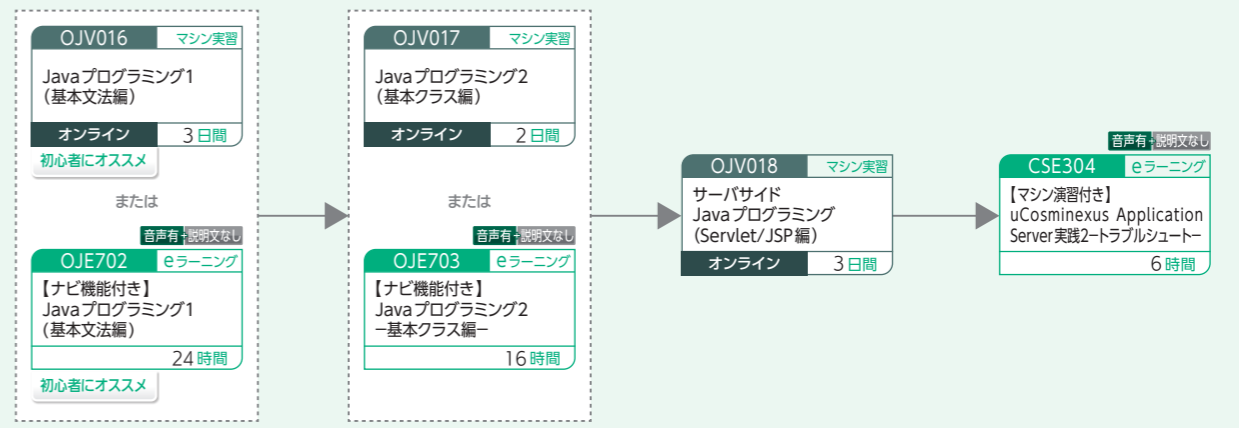 OJV016 マシン実習
Javaプログラミング1
(基本文法編)
オンライン 3日間
初心者にオススメ
または
音声有+説明文なし
OJE702 eラーニング
【ナビ機能付き】
Javaプログラミング1
(基本文法編)
24時間
初心者にオススメ
OJV017 マシン実習
Javaプログラミング2
(基本クラス編)
オンライン 2日間
または
音声有+説明文なし
OJE703 eラーニング
【ナビ機能付き】
Javaプログラミング2
−基本クラス編−
16時間
OJV018 マシン実習
サーバサイド
Javaプログラミング
(Servlet/JSP編)
オンライン 3日間
音声有+説明文なし
CSE304 eラーニング
【マシン演習付き】
uCosminexus Application
Server実践2−トラブルシュート−
6時間